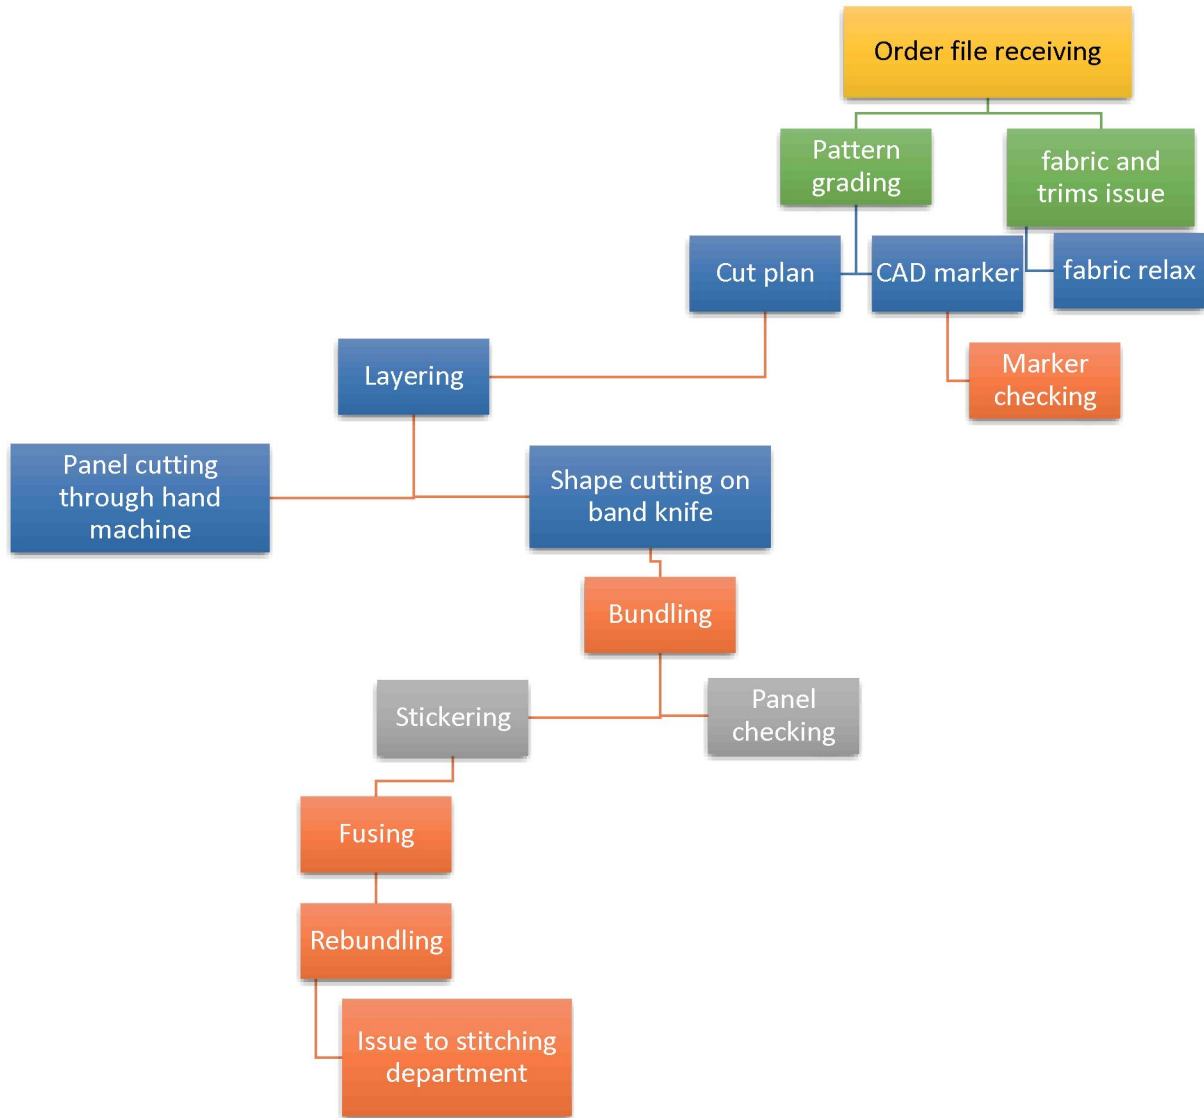 Order file receiving
Pattern
grading
fabric and
trims issue
Cut plan
CAD marker
fabric relax
Layering
Marker
checking
Panel cutting
through hand
machine
Shape cutting on
band knife
Bundling
Stickering
Panel
checking
Fusing
Rebundling
Issue to stitching
department